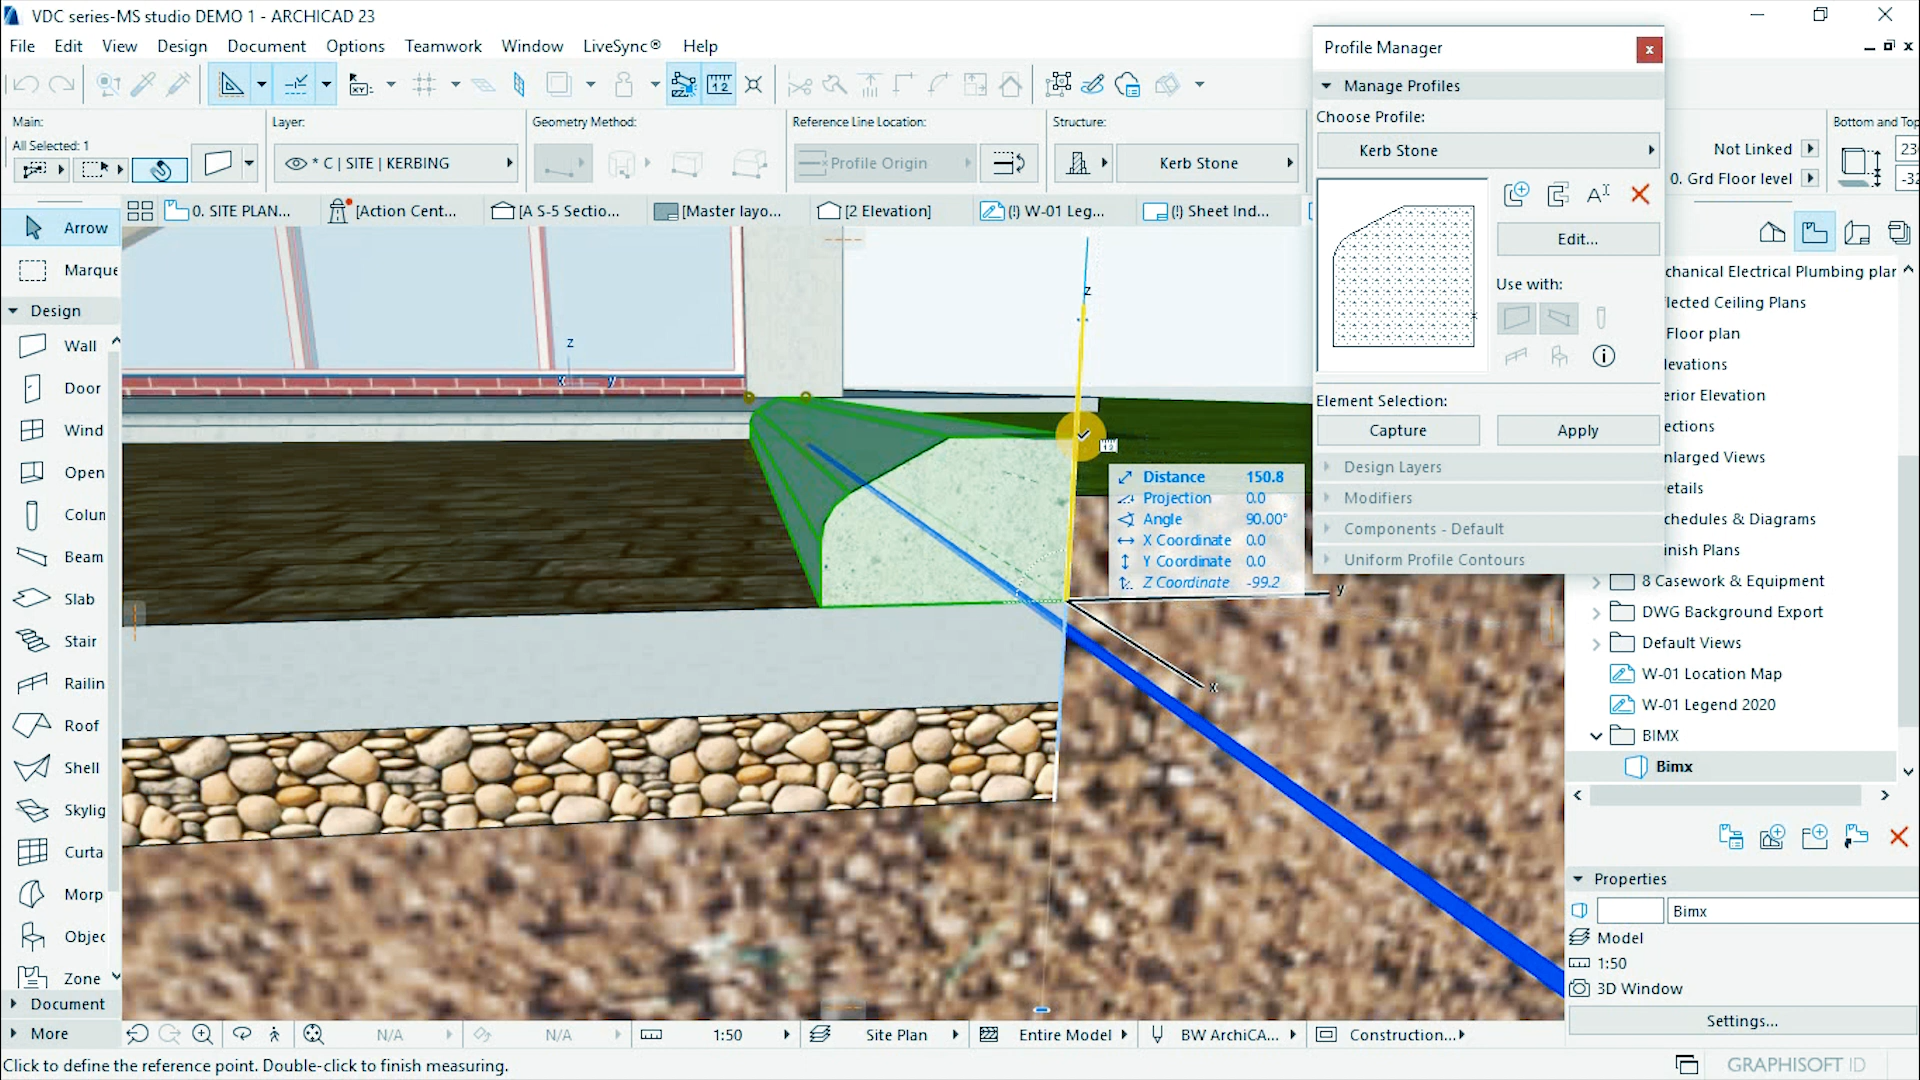 VDC series-MS studio DEMO 1 - ARCHICAD 23
File Edit View Design Document Options Teamwork Window LiveSync® Help
Main:
All Selected: 1
Layer:
* C | SITE | KERBING
Geometry Method:
Reference Line Location:
Profile Origin
Structure:
Kerb Stone
Not Linked
0. Grd Floor level
Bottom and Top
0. SITE PLAN...
[Action Cent...
[A S-5 Sectio...
[Master layo...
[2 Elevation]
(!) W-01 Leg...
(!) Sheet Ind...
Profile Manager
Manage Profiles
Choose Profile:
Kerb Stone
Edit...
Use with:
Element Selection:
Capture
Apply
Design Layers
Modifiers
Components - Default
Uniform Profile Contours
Arrow
Marque
Design
Wall
Door
Wind
Open
Colun
Beam
Slab
Stair
Railin
Roof
Shell
Skylig
Curta
Morp
Objec
Zone
Document
More
z
x y
z
y
x
Distance 150.8
Projection 0.0
Angle 90.00°
X Coordinate 0.0
Y Coordinate 0.0
Z Coordinate -99.2
chanical Electrical Plumbing plar
flected Ceiling Plans
Floor plan
levations
erior Elevation
ections
nlarged Views
etails
chedules & Diagrams
inish Plans
8 Casework & Equipment
DWG Background Export
Default Views
W-01 Location Map
W-01 Legend 2020
BIMX
Bimx
Properties
Bimx
Model
1:50
3D Window
Settings...
N/A
N/A
1:50
Site Plan
Entire Model
BW ArchiCA...
Construction...
Click to define the reference point. Double-click to finish measuring.
GRAPHISOFT ID